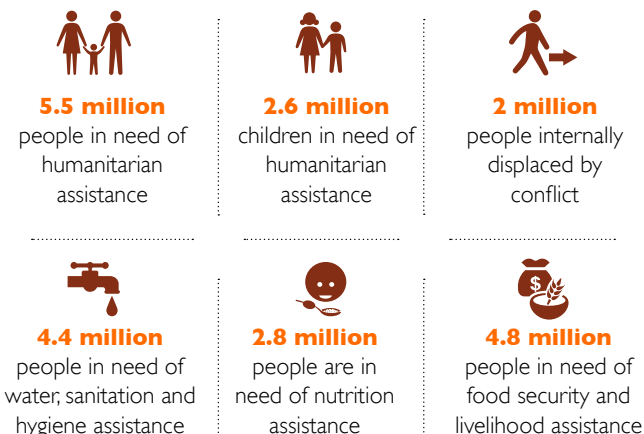 5.5 million
people in need of
humanitarian
assistance
2.6 million
children in need of
humanitarian
assistance
2 million
people internally
displaced by
conflict
4.4 million
people in need of
water, sanitation and
hygiene assistance
2.8 million
people are in
need of nutrition
assistance
$
4.8 million
people in need of
food security and
livelihood assistance